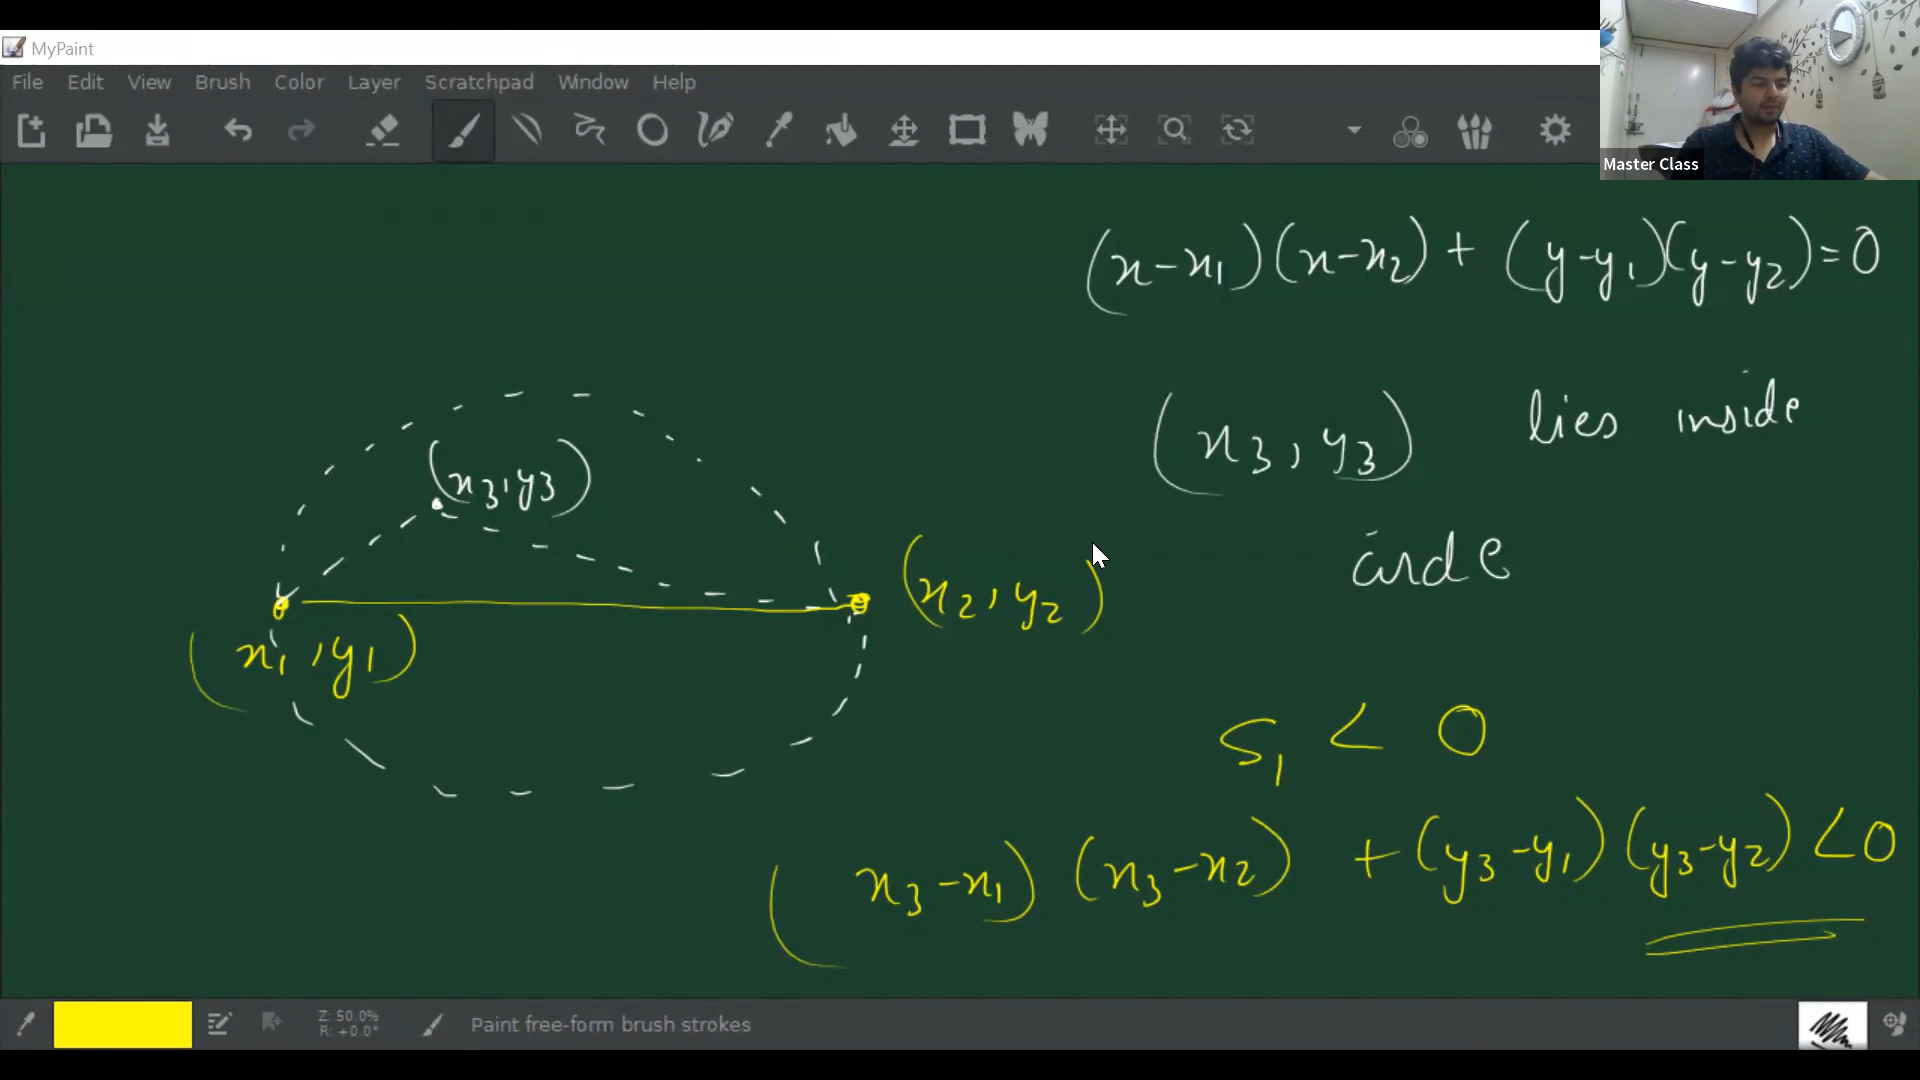 MyPaint
File Edit View Brush Color Layer Scratchpad Window Help
Master Class
(x-x₁)(x-x₂) + (y-y₁)(y-y₂)=0
(x₃, y₃) lies inside
circle
(x₃, y₃)
(x₂, y₂)
(x₁, y₁)
S₁ < 0
(x₃-x₁)(x₃-x₂) + (y₃-y₁)(y₃-y₂) <0
Z: 50.0%
R: +0.0°
Paint free-form brush strokes